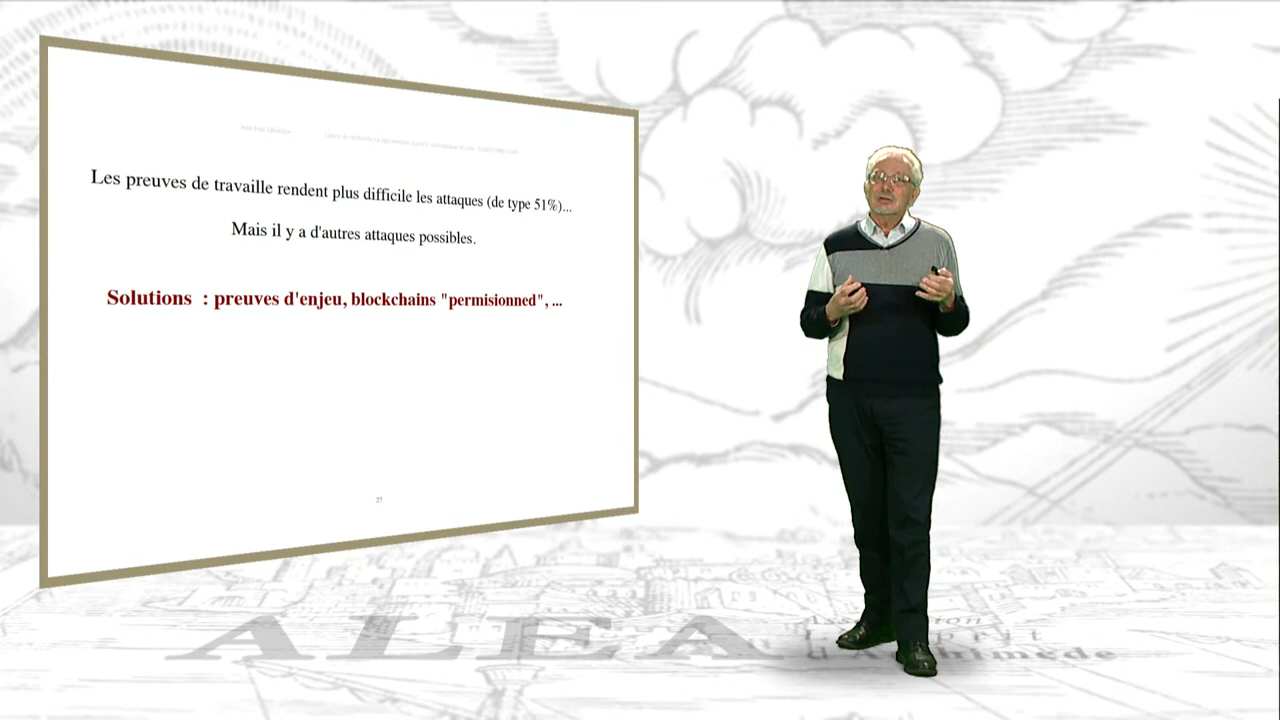 Les preuves de travaille rendent plus difficile les attaques (de type 51%)...
Mais il y a d'autres attaques possibles.
Solutions : preuves d'enjeu, blockchains "permisionned", ...
27
ALEA